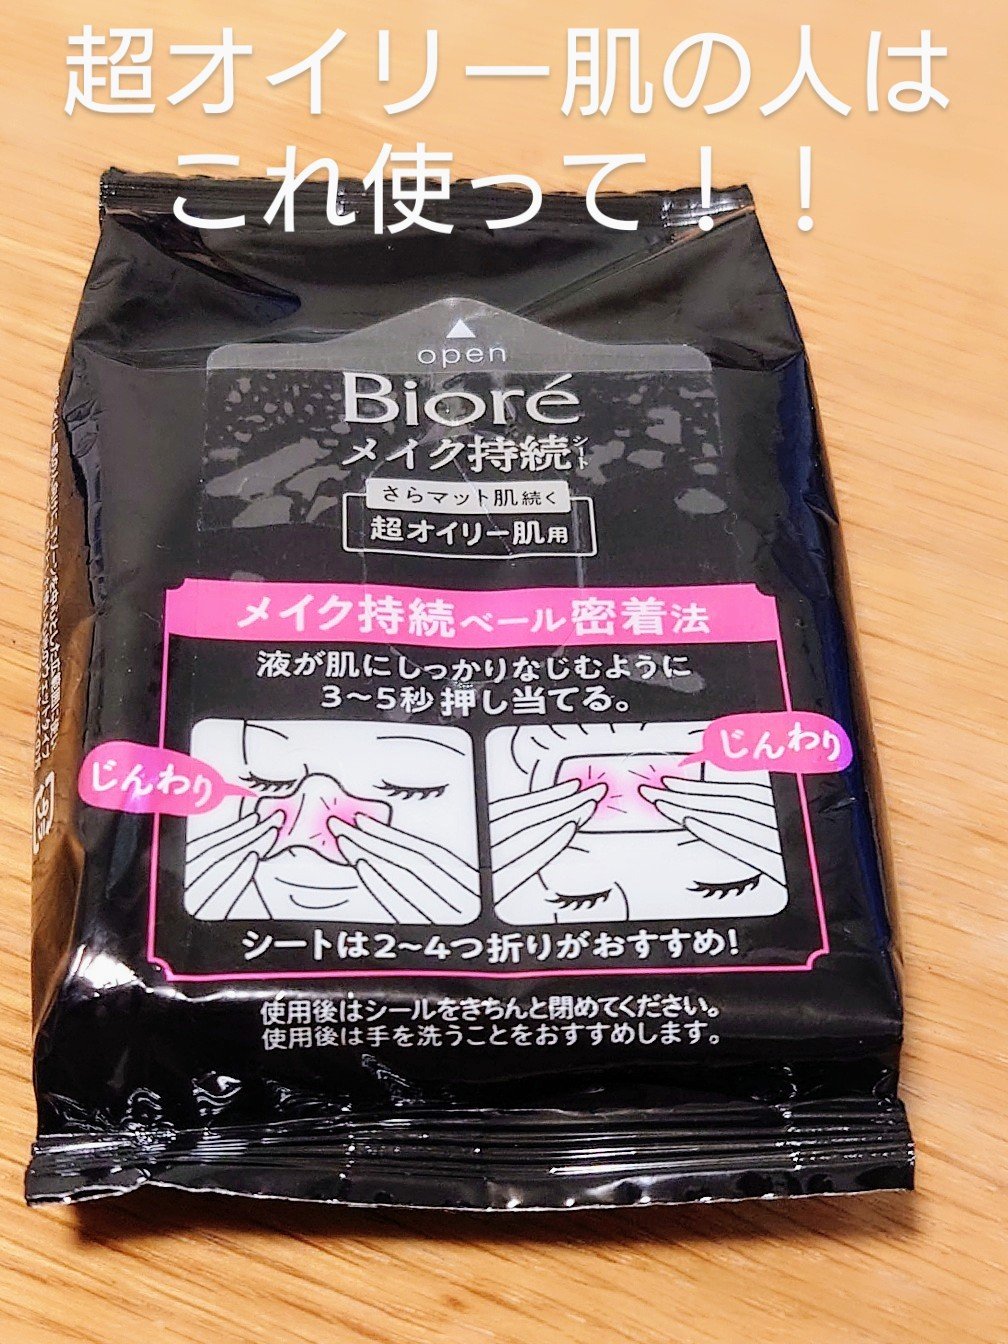 超オイリー肌の人は
これ使って！！
open
Bioré
メイク持続シート
さらマット肌続く
超オイリー肌用
メイク持続ベール密着法
液が肌にしっかりなじむように
3〜5秒押し当てる。
じんわり
じんわり
シートは2〜4つ折りがおすすめ!
使用後はシールをきちんと閉めてください。
使用後は手を洗うことをおすすめします。